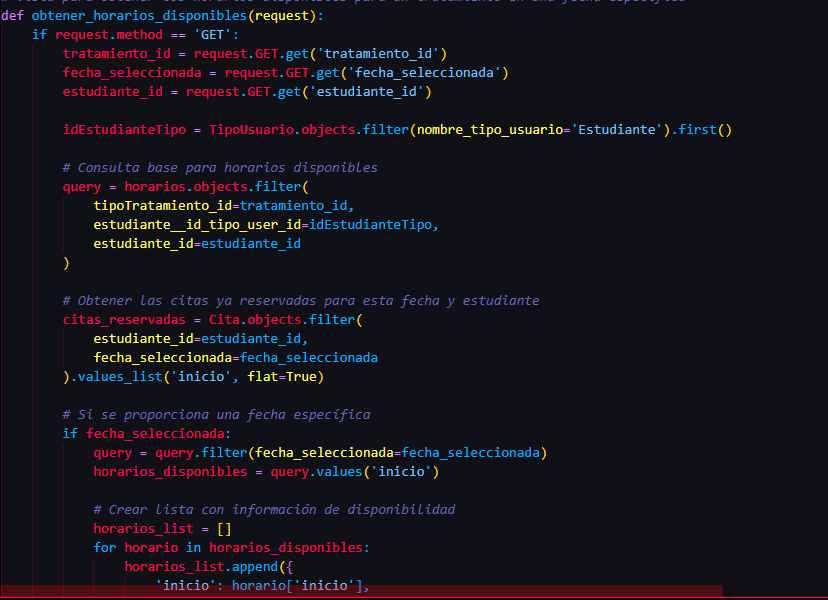 def obtener_horarios_disponibles(request):
    if request.method == 'GET':
        tratamiento_id = request.GET.get('tratamiento_id')
        fecha_seleccionada = request.GET.get('fecha_seleccionada')
        estudiante_id = request.GET.get('estudiante_id')

        idEstudianteTipo = TipoUsuario.objects.filter(nombre_tipo_usuario='Estudiante').first()

        # Consulta base para horarios disponibles
        query = horarios.objects.filter(
            tipoTratamiento_id=tratamiento_id,
            estudiante__id_tipo_user_id=idEstudianteTipo,
            estudiante_id=estudiante_id
        )

        # Obtener las citas ya reservadas para esta fecha y estudiante
        citas_reservadas = Cita.objects.filter(
            estudiante_id=estudiante_id,
            fecha_seleccionada=fecha_seleccionada
        ).values_list('inicio', flat=True)

        # Si se proporciona una fecha específica
        if fecha_seleccionada:
            query = query.filter(fecha_seleccionada=fecha_seleccionada)
            horarios_disponibles = query.values('inicio')

            # Crear lista con información de disponibilidad
            horarios_list = []
            for horario in horarios_disponibles:
                horarios_list.append({
                    'inicio': horario['inicio'],